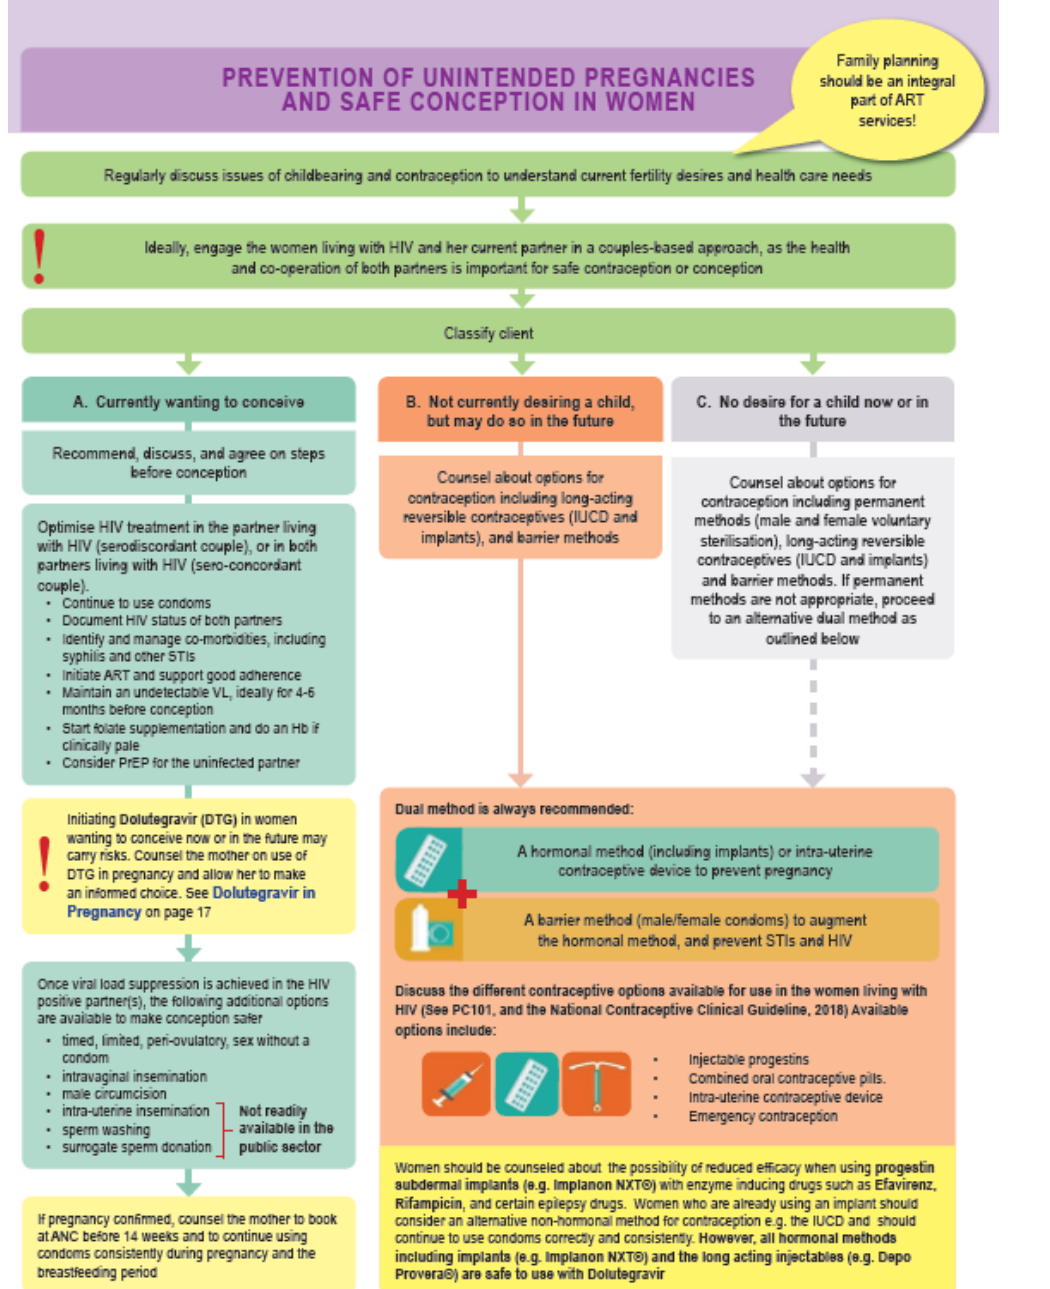 PREVENTION OF UNINTENDED PREGNANCIES
AND SAFE CONCEPTION IN WOMEN
Family planning
should be an integral
part of ART
services!
Regularly discuss issues of childbearing and contraception to understand current fertility desires and health care needs
Ideally, engage the women living with HIV and her current partner in a couples-based approach, as the health
and co-operation of both partners is important for safe contraception or conception
Classify client
A. Currently wanting to conceive
Recommend, discuss, and agree on steps
before conception
Optimise HIV treatment in the partner living
with HIV (serodiscordant couple), or in both
partners living with HIV (sero-concordant
couple).
• Continue to use condoms
• Document HIV status of both partners
• Identify and manage co-morbidities, including
syphilis and other STIs
• Initiate ART and support good adherence
• Maintain an undetectable VL, ideally for 4-6
months before conception
• Start folate supplementation and do an Hb if
clinically pale
• Consider PrEP for the uninfected partner
Initiating Dolutegravir (DTG) in women
wanting to conceive now or in the future may
carry risks. Counsel the mother on use of
DTG in pregnancy and allow her to make
an informed choice. See Dolutegravir in
Pregnancy on page 17
Once viral load suppression is achieved in the HIV
positive partner(s), the following additional options
are available to make conception safer
• timed, limited, peri-ovulatory, sex without a
condom
• intravaginal insemination
• male circumcision
• intra-uterine insemination
• sperm washing
• surrogate sperm donation
Not readily
available in the
public sector
If pregnancy confirmed, counsel the mother to book
at ANC before 14 weeks and to continue using
condoms consistently during pregnancy and the
breastfeeding period
B. Not currently desiring a child,
but may do so in the future
Counsel about options for
contraception including long-acting
reversible contraceptives (IUCD and
implants), and barrier methods
C. No desire for a child now or in
the future
Counsel about options for
contraception including permanent
methods (male and female voluntary
sterilisation), long-acting reversible
contraceptives (IUCD and implants)
and barrier methods. If permanent
methods are not appropriate, proceed
to an alternative dual method as
outlined below
Dual method is always recommended:
A hormonal method (including implants) or intra-uterine
contraceptive device to prevent pregnancy
A barrier method (male/female condoms) to augment
the hormonal method, and prevent STIs and HIV
Discuss the different contraceptive options available for use in the women living with
HIV (See PC101, and the National Contraceptive Clinical Guideline, 2018) Available
options include:
• Injectable progestins
• Combined oral contraceptive pills.
• Intra-uterine contraceptive device
• Emergency contraception
Women should be counseled about the possibility of reduced efficacy when using progestin
subdermal implants (e.g. Implanon NXT®) with enzyme inducing drugs such as Efavirenz,
Rifampicin, and certain epilepsy drugs. Women who are already using an implant should
consider an alternative non-hormonal method for contraception e.g. the IUCD and should
continue to use condoms correctly and consistently. However, all hormonal methods
including implants (e.g. Implanon NXT®) and the long acting injectables (e.g. Depo
Provera®) are safe to use with Dolutegravir